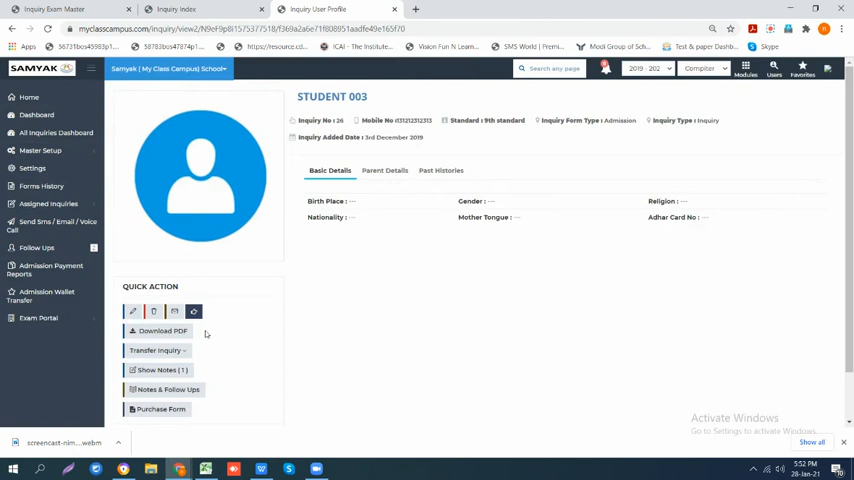 Inquiry Exam Master
Inquiry Index
Inquiry User Profile
myclasscampus.com/inquiry/view2/N9eF9p8i1575377518/f369a2a6e71f808951aadfe49e165f70
Apps
56731bos45983p1...
58783bos47874p1...
https://resource.cd...
ICAI - The Institute...
Vision Fun N Learn...
SMS World | Premi...
Modi Group of Sch...
Test & paper Dashb...
Skype
SAMYAK
Samyak ( My Class Campus) School
Search any page
2019 - 202
Compiter
Modules
Users
Favorites
Home
Dashboard
All Inquiries Dashboard
Master Setup
Settings
Forms History
Assigned Inquiries
Send Sms / Email / Voice
Call
Follow Ups
Admission Payment
Reports
Admission Wallet
Transfer
Exam Portal
STUDENT 003
Inquiry No : 26
Mobile No :131212312313
Standard : 9th standard
Inquiry Form Type : Admission
Inquiry Type : Inquiry
Inquiry Added Date : 3rd December 2019
Basic Details
Parent Details
Past Histories
Birth Place : ---
Gender : ---
Religion : ---
Nationality : ---
Mother Tongue : ---
Adhar Card No : ---
QUICK ACTION
Download PDF
Transfer Inquiry
Show Notes ( 1 )
Notes & Follow Ups
Purchase Form
Activate Windows
Go to Settings to activate Windows.
screencast-nim....webm
Show all
5:52 PM
28-Jan-21